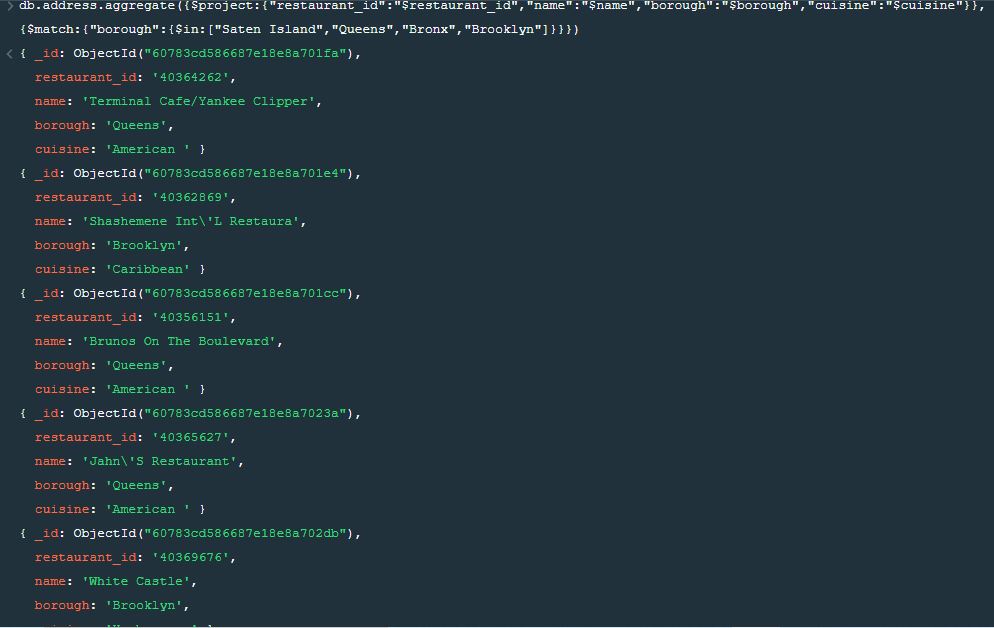 > db.address.aggregate({$project:{"restaurant_id":"$restaurant_id","name":"$name","borough":"$borough","cuisine":"$cuisine"}},
{$match:{"borough":{$in:["Saten Island","Queens","Bronx","Brooklyn"]}}})
< { _id: ObjectId("60783cd586687e18e8a701fa"),
restaurant_id: '40364262',
name: 'Terminal Cafe/Yankee Clipper',
borough: 'Queens',
cuisine: 'American ' }
{ _id: ObjectId("60783cd586687e18e8a701e4"),
restaurant_id: '40362869',
name: 'Shashemene Int\'L Restaura',
borough: 'Brooklyn',
cuisine: 'Caribbean' }
{ _id: ObjectId("60783cd586687e18e8a701cc"),
restaurant_id: '40356151',
name: 'Brunos On The Boulevard',
borough: 'Queens',
cuisine: 'American ' }
{ _id: ObjectId("60783cd586687e18e8a7023a"),
restaurant_id: '40365627',
name: 'Jahn\'S Restaurant',
borough: 'Queens',
cuisine: 'American ' }
{ _id: ObjectId("60783cd586687e18e8a702db"),
restaurant_id: '40369676',
name: 'White Castle',
borough: 'Brooklyn',